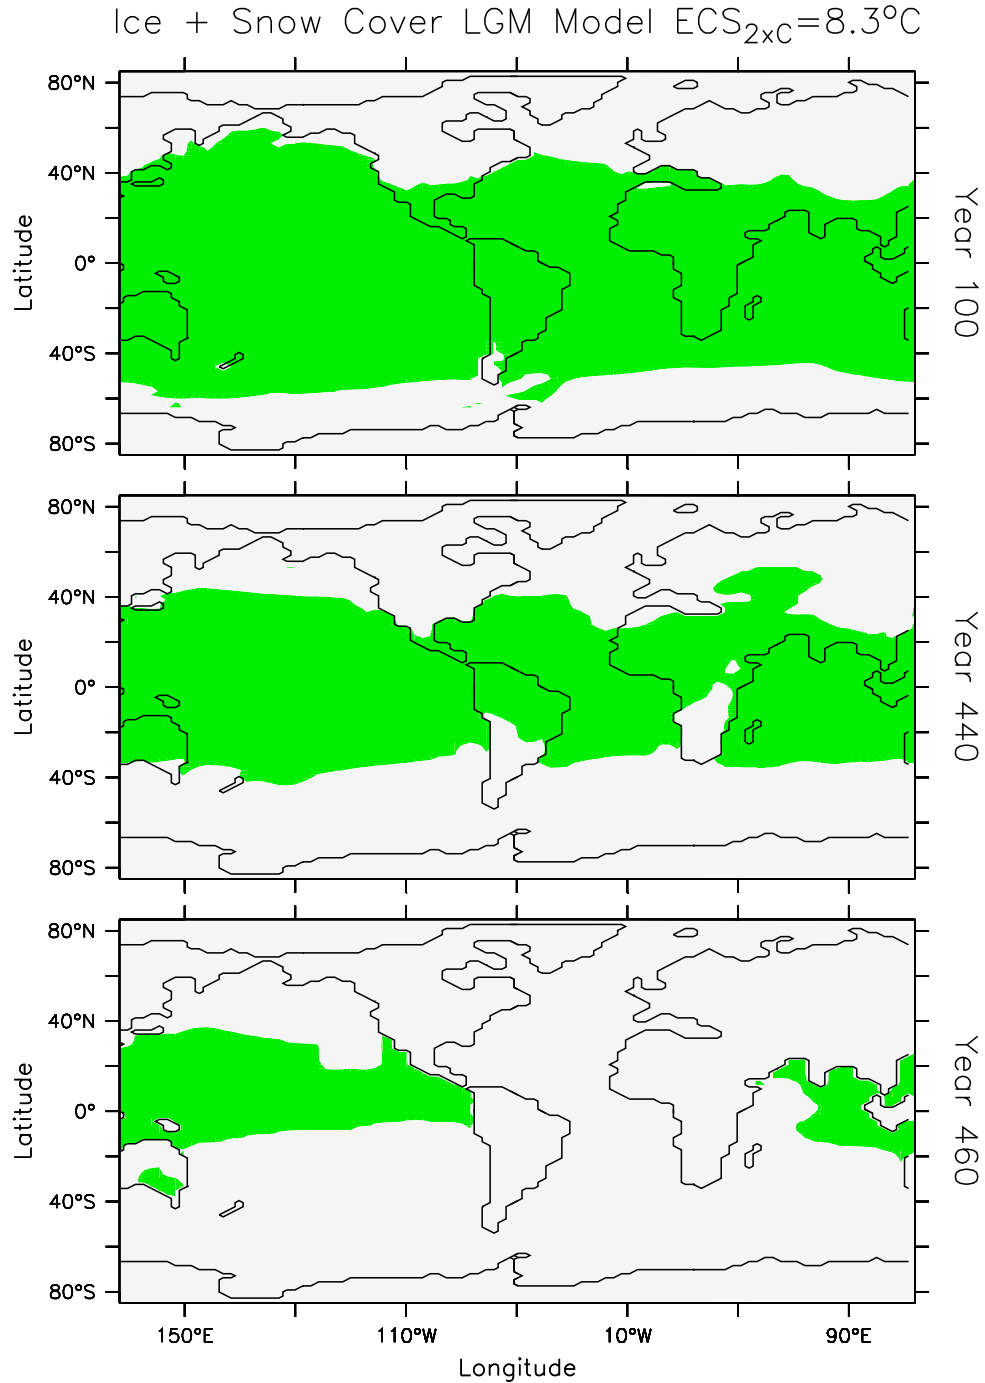 Ice + Snow Cover LGM Model ECS₂ₓC=8.3°C
80°N
40°N
0°
40°S
80°S
Latitude
Year 100
80°N
40°N
0°
40°S
80°S
Latitude
Year 440
80°N
40°N
0°
40°S
80°S
Latitude
Year 460
150°E 110°W 10°W 90°E
Longitude